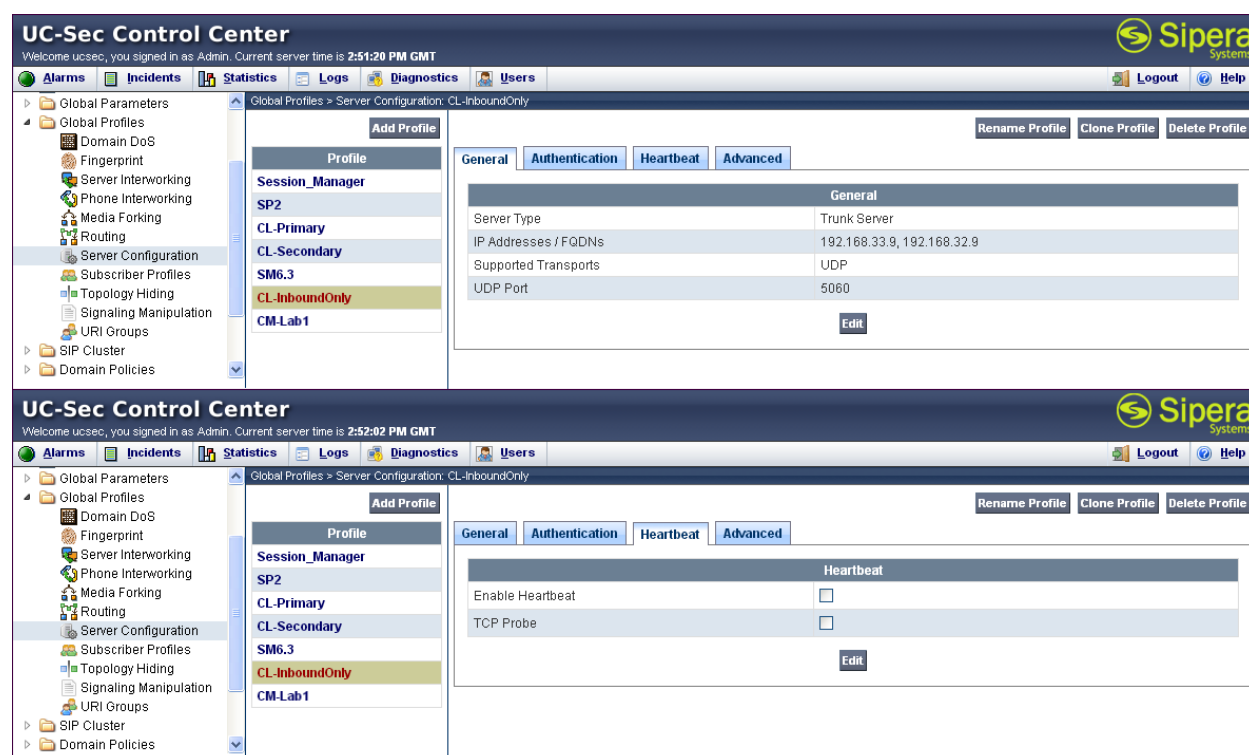 UC-Sec Control Center
Sipera
Systems
Welcome ucsec, you signed in as Admin. Current server time is 2:51:20 PM GMT
Alarms Incidents Statistics Logs Diagnostics Users Logout Help
Global Parameters
Global Profiles
Domain DoS
Fingerprint
Server Interworking
Phone Interworking
Media Forking
Routing
Server Configuration
Subscriber Profiles
Topology Hiding
Signaling Manipulation
URI Groups
SIP Cluster
Domain Policies
Global Profiles > Server Configuration: CL-InboundOnly
Add Profile
Rename Profile Clone Profile Delete Profile
Profile
Session_Manager
SP2
CL-Primary
CL-Secondary
SM6.3
CL-InboundOnly
CM-Lab1
General Authentication Heartbeat Advanced
General
Server Type Trunk Server
IP Addresses / FQDNs 192.168.33.9, 192.168.32.9
Supported Transports UDP
UDP Port 5060
Edit
UC-Sec Control Center
Sipera
Systems
Welcome ucsec, you signed in as Admin. Current server time is 2:52:02 PM GMT
Alarms Incidents Statistics Logs Diagnostics Users Logout Help
Global Parameters
Global Profiles
Domain DoS
Fingerprint
Server Interworking
Phone Interworking
Media Forking
Routing
Server Configuration
Subscriber Profiles
Topology Hiding
Signaling Manipulation
URI Groups
SIP Cluster
Domain Policies
Global Profiles > Server Configuration: CL-InboundOnly
Add Profile
Rename Profile Clone Profile Delete Profile
Profile
Session_Manager
SP2
CL-Primary
CL-Secondary
SM6.3
CL-InboundOnly
CM-Lab1
General Authentication Heartbeat Advanced
Heartbeat
Enable Heartbeat
TCP Probe
Edit